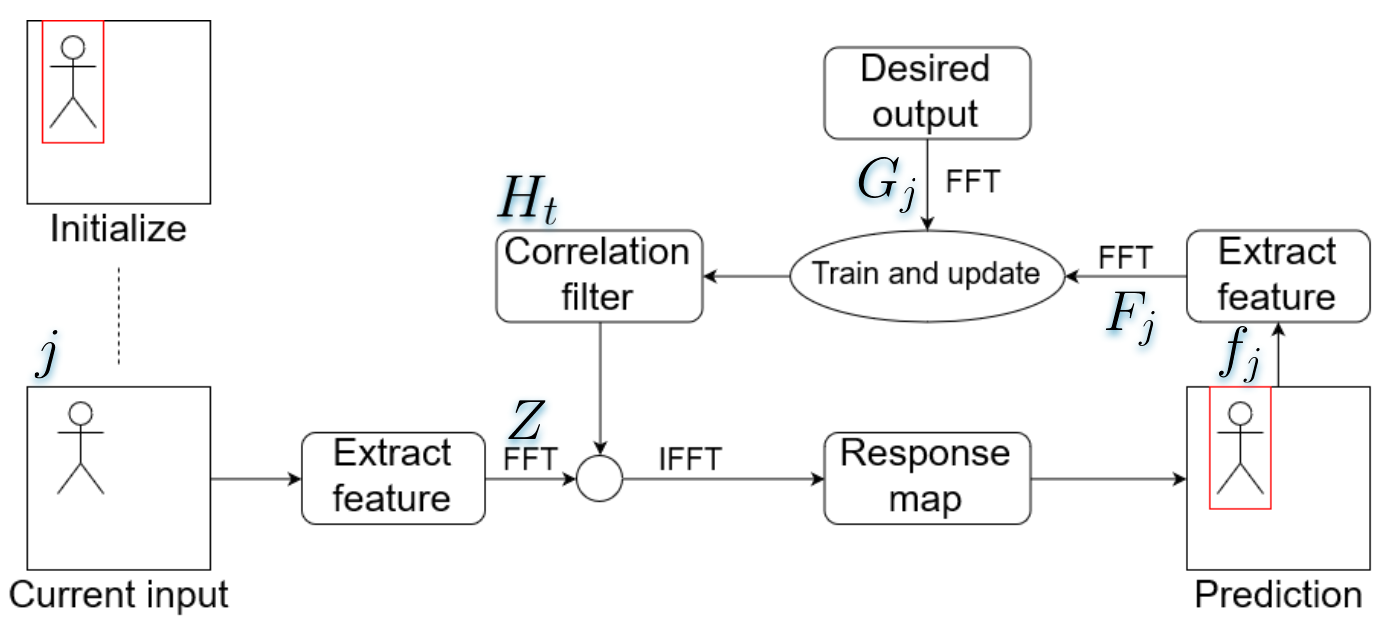 Initialize
j
Current input
Extract
feature
Z
FFT
H_t
Correlation
filter
IFFT
Desired
output
G_j
FFT
Train and update
FFT
F_j
Extract
feature
f_j
Response
map
Prediction